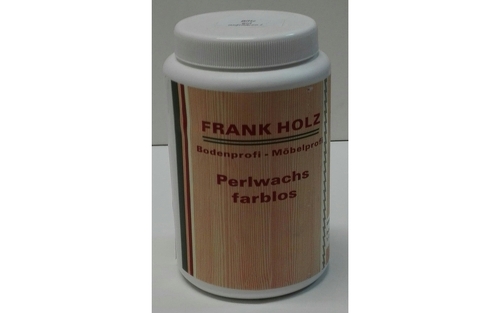 FRANK HOLZ
Bodenprofi - Möbelprofi
Perlwachs
farblos